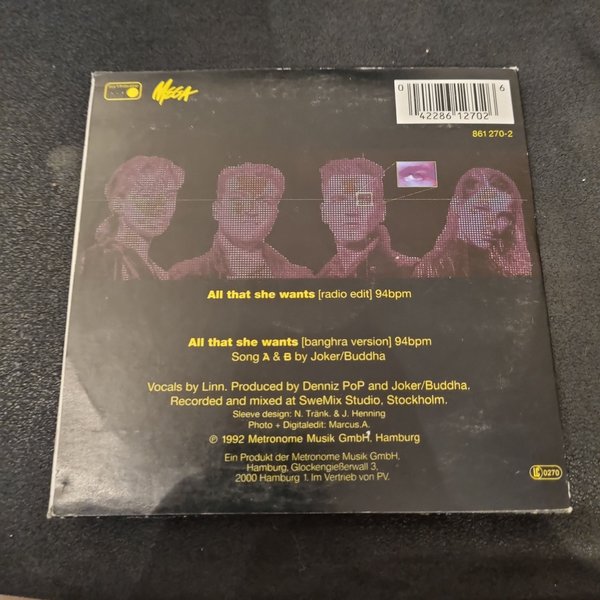 MEGA
0 42286 12702 6
861 270-2
All that she wants [radio edit] 94bpm
All that she wants [banghra version] 94bpm
Song A & B by Joker/Buddha
Vocals by Linn. Produced by Denniz PoP and Joker/Buddha.
Recorded and mixed at SweMix Studio, Stockholm.
Sleeve design: N. Tränk. & J. Henning
Photo + Digitaledit: Marcus.A.
℗ 1992 Metronome Musik GmbH, Hamburg
Ein Produkt der Metronome Musik GmbH,
Hamburg, Glockengießerwall 3,
2000 Hamburg 1. Im Vertrieb von PV.
LC 0270